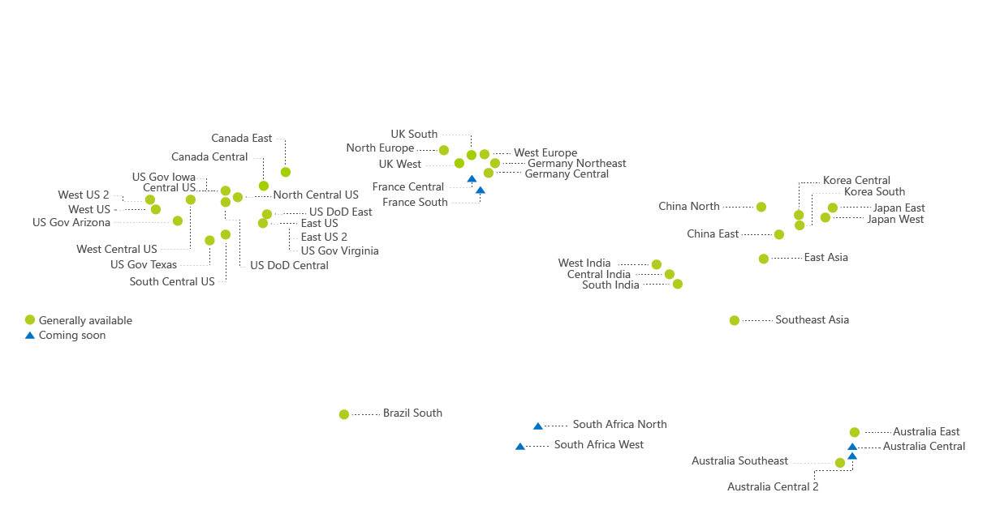 Canada East
Canada Central
US Gov Iowa
Central US
West US 2
West US
US Gov Arizona
West Central US
US Gov Texas
South Central US
North Central US
US DoD East
East US
East US 2
US Gov Virginia
US DoD Central
UK South
North Europe
UK West
France Central
France South
West Europe
Germany Northeast
Germany Central
Korea Central
Korea South
China North
Japan East
Japan West
China East
East Asia
West India
Central India
South India
Southeast Asia
Generally available
Coming soon
Brazil South
South Africa North
South Africa West
Australia East
Australia Central
Australia Southeast
Australia Central 2